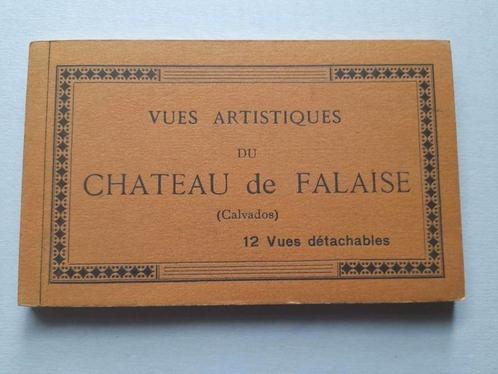 VUES ARTISTIQUES
DU
CHATEAU de FALAISE
(Calvados)
12 Vues détachables